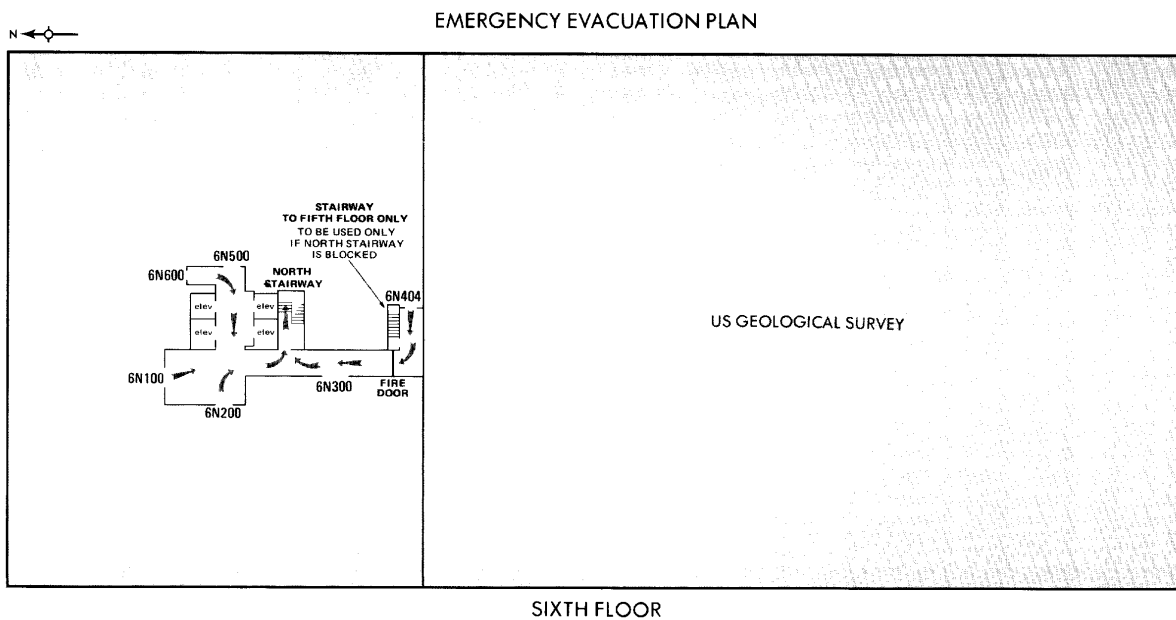 EMERGENCY EVACUATION PLAN
N
STAIRWAY
TO FIFTH FLOOR ONLY
TO BE USED ONLY
IF NORTH STAIRWAY
IS BLOCKED
6N500
6N600
NORTH
STAIRWAY
6N404
elev
elev
elev
elev
US GEOLOGICAL SURVEY
6N100
6N300
FIRE
DOOR
6N200
SIXTH FLOOR